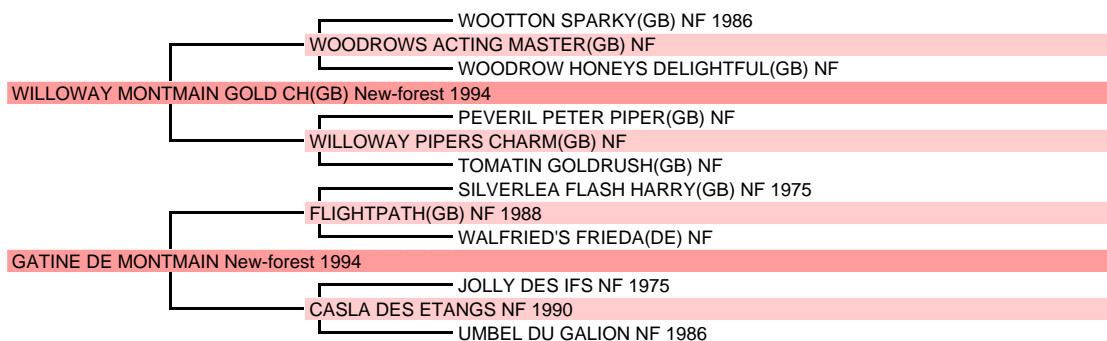 WOOTTON SPARKY(GB) NF 1986
WOODROWS ACTING MASTER(GB) NF
WOODROW HONEYS DELIGHTFUL(GB) NF
WILLOWAY MONTMAIN GOLD CH(GB) New-forest 1994
PEVERIL PETER PIPER(GB) NF
WILLOWAY PIPERS CHARM(GB) NF
TOMATIN GOLDRUSH(GB) NF
SILVERLEA FLASH HARRY(GB) NF 1975
FLIGHTPATH(GB) NF 1988
WALFRIED'S FRIEDA(DE) NF
GATINE DE MONTMAIN New-forest 1994
JOLLY DES IFS NF 1975
CASLA DES ETANGS NF 1990
UMBEL DU GALION NF 1986